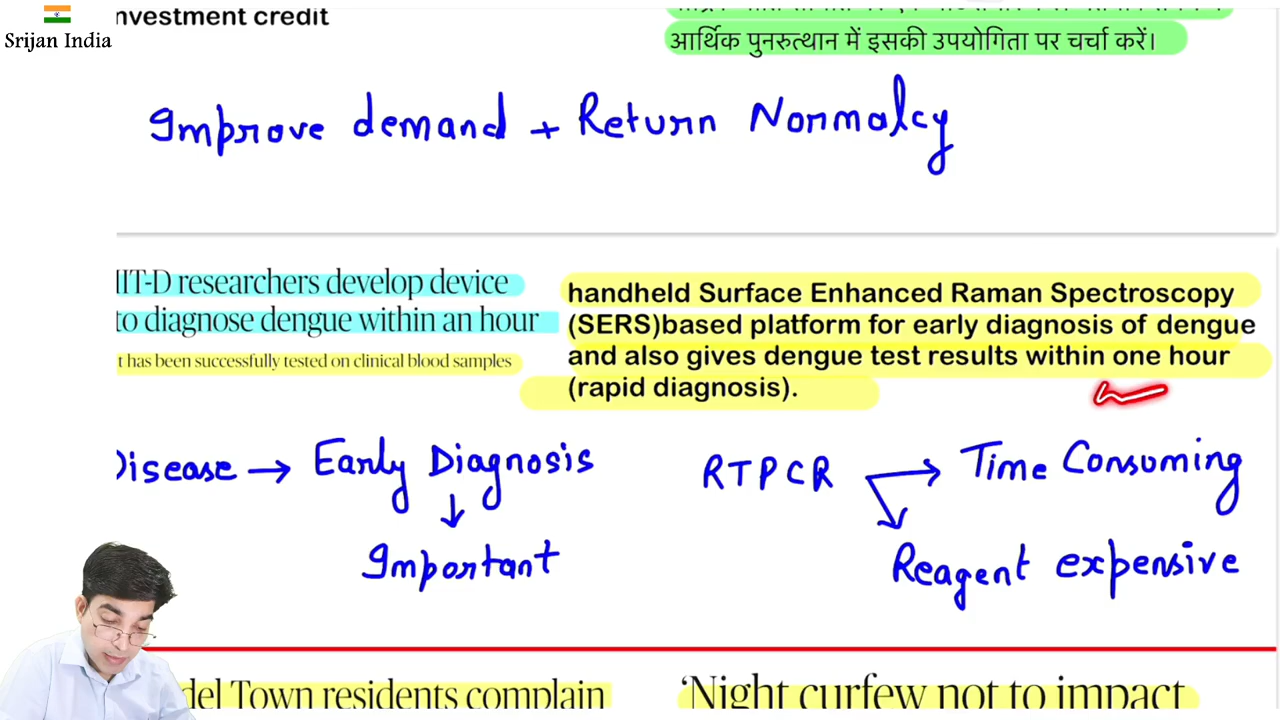 nvestment credit
Srijan India
आर्थिक पुनरुत्थान में इसकी उपयोगिता पर चर्चा करें।
Improve demand + Return Normalcy
IIT-D researchers develop device
to diagnose dengue within an hour
t has been successfully tested on clinical blood samples
handheld Surface Enhanced Raman Spectroscopy
(SERS)based platform for early diagnosis of dengue
and also gives dengue test results within one hour
(rapid diagnosis).
Disease → Early Diagnosis
↓
Important
RTPCR → Time Consuming
Reagent expensive
del Town residents complain
‘Night curfew not to impact